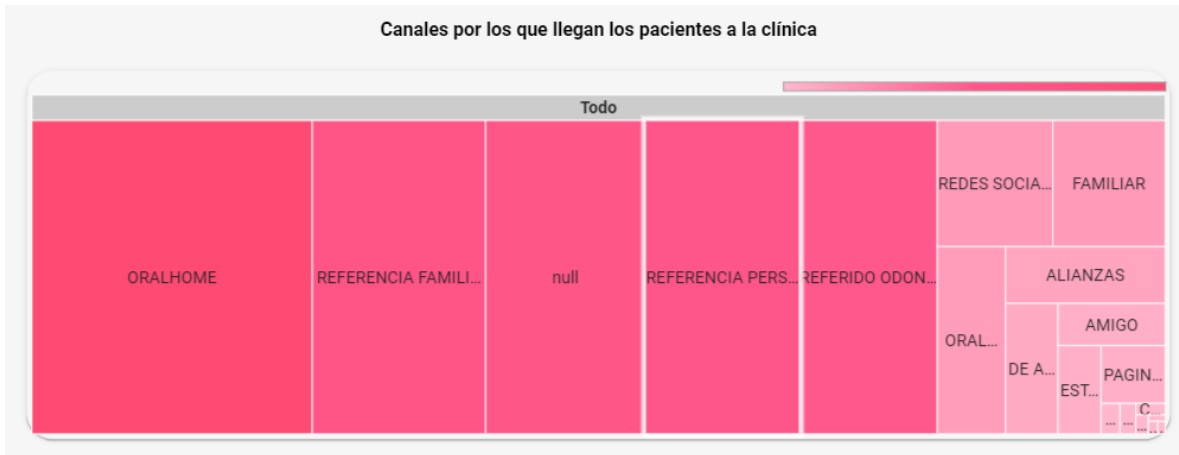 Canales por los que llegan los pacientes a la clínica
Todo
ORALHOME
REFERENCIA FAMILI...
null
REFERENCIA PERS...
REFERIDO ODON...
REDES SOCIA...
FAMILIAR
ORAL...
ALIANZAS
DE A...
AMIGO
EST...
PAGIN...
C...
...
...
...